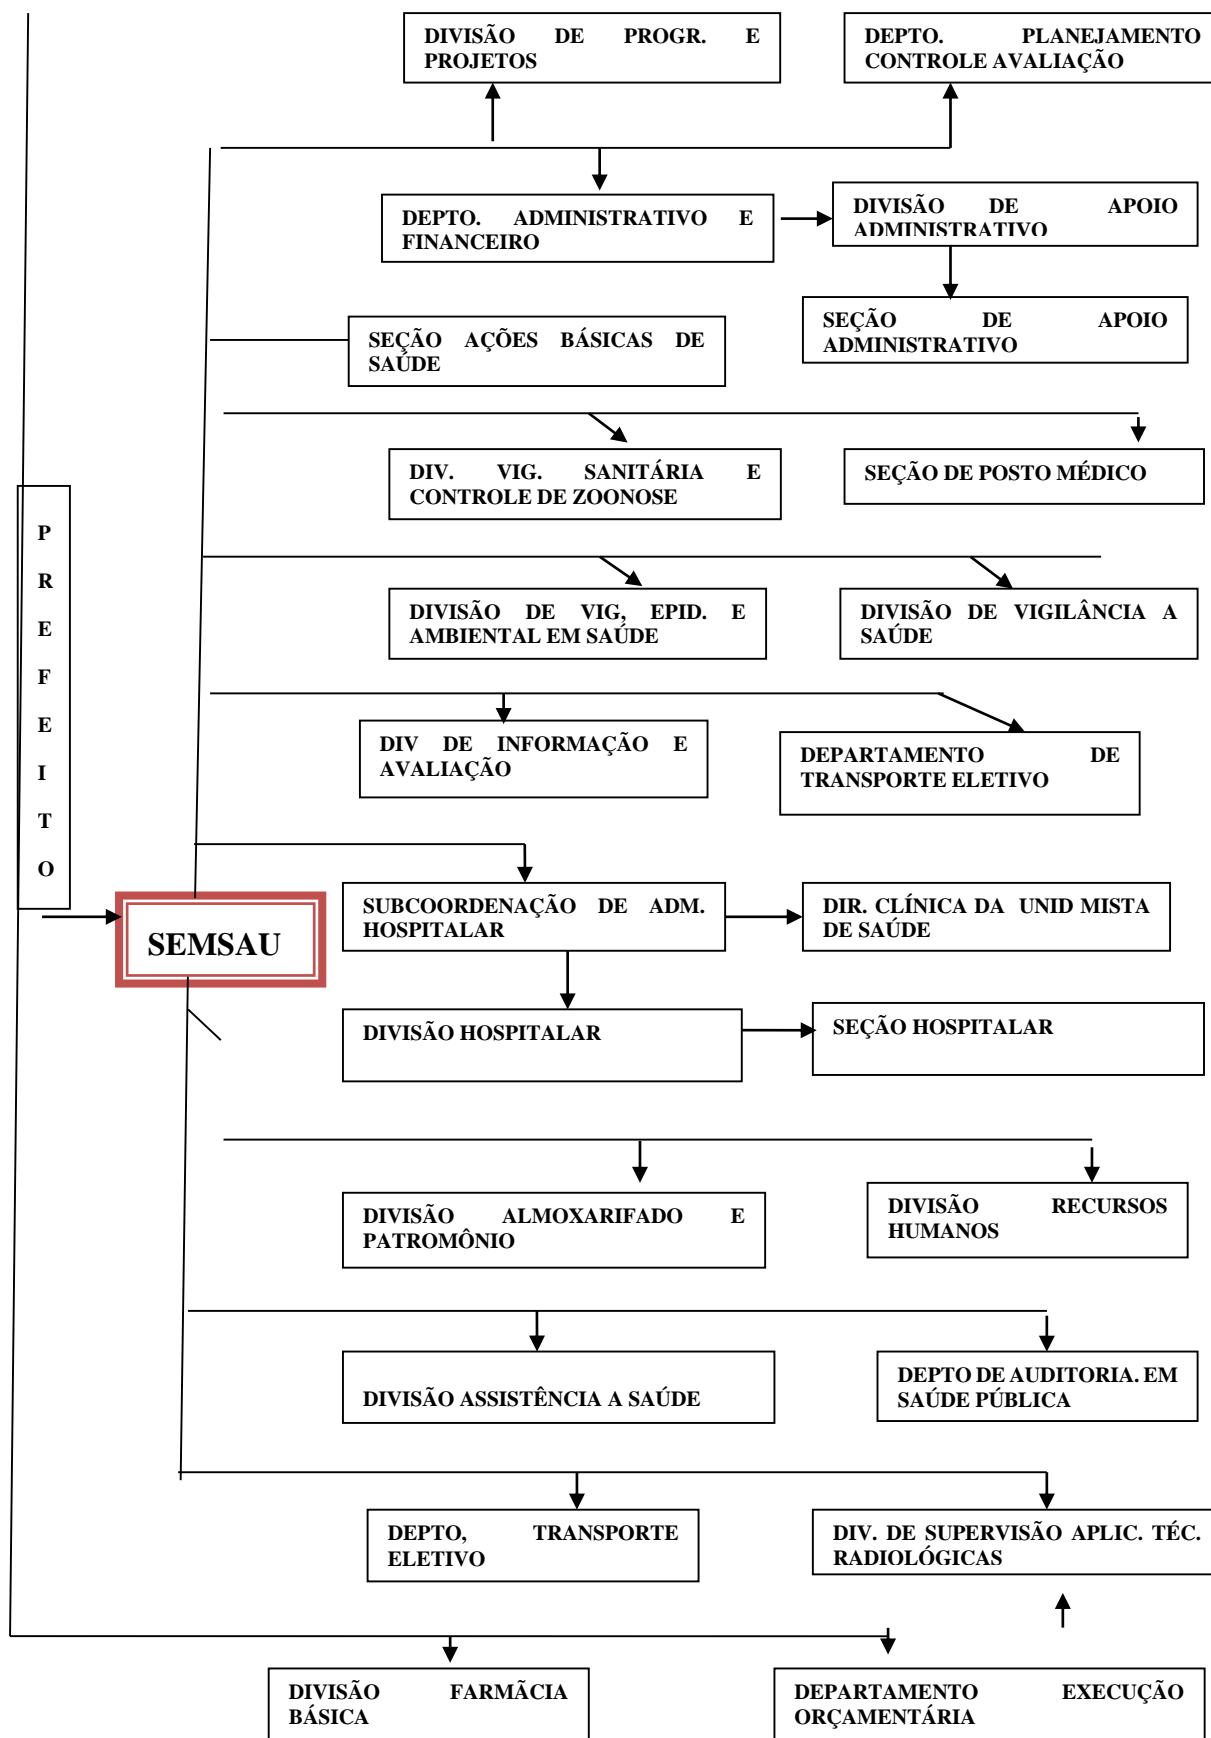 DIVISÃO DE PROGR. E
PROJETOS
DEPTO. PLANEJAMENTO
CONTROLE AVALIAÇÃO
DEPTO. ADMINISTRATIVO E
FINANCEIRO
DIVISÃO DE APOIO
ADMINISTRATIVO
SEÇÃO DE APOIO
ADMINISTRATIVO
SEÇÃO AÇÕES BÁSICAS DE
SAÚDE
DIV. VIG. SANITÁRIA E
CONTROLE DE ZOONOSE
SEÇÃO DE POSTO MÉDICO
P
R
E
F
E
I
T
O
DIVISÃO DE VIG, EPID. E
AMBIENTAL EM SAÚDE
DIVISÃO DE VIGILÂNCIA A
SAÚDE
DIV DE INFORMAÇÃO E
AVALIAÇÃO
DEPARTAMENTO DE
TRANSPORTE ELETIVO
SEMSAU
SUBCOORDENAÇÃO DE ADM.
HOSPITALAR
DIR. CLÍNICA DA UNID MISTA
DE SAÚDE
DIVISÃO HOSPITALAR
SEÇÃO HOSPITALAR
DIVISÃO ALMOXARIFADO E
PATROMÔNIO
DIVISÃO RECURSOS
HUMANOS
DIVISÃO ASSISTÊNCIA A SAÚDE
DEPTO DE AUDITORIA. EM
SAÚDE PÚBLICA
DEPTO, TRANSPORTE
ELETIVO
DIV. DE SUPERVISÃO APLIC. TÉC.
RADIOLÓGICAS
DIVISÃO FARMÃCIA
BÁSICA
DEPARTAMENTO EXECUÇÃO
ORÇAMENTÁRIA